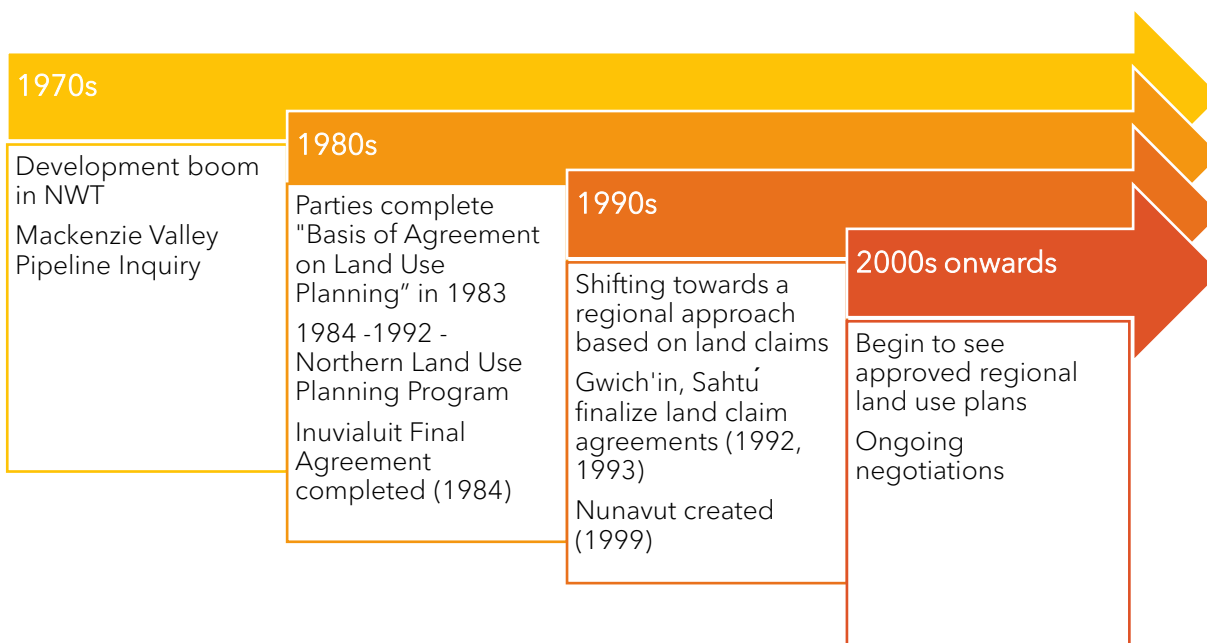 1970s
Development boom
in NWT
Mackenzie Valley
Pipeline Inquiry
1980s
Parties complete
"Basis of Agreement
on Land Use
Planning” in 1983
1984 -1992 -
Northern Land Use
Planning Program
Inuvialuit Final
Agreement
completed (1984)
1990s
Shifting towards a
regional approach
based on land claims
Gwich'in, Sahtú
finalize land claim
agreements (1992,
1993)
Nunavut created
(1999)
2000s onwards
Begin to see
approved regional
land use plans
Ongoing
negotiations